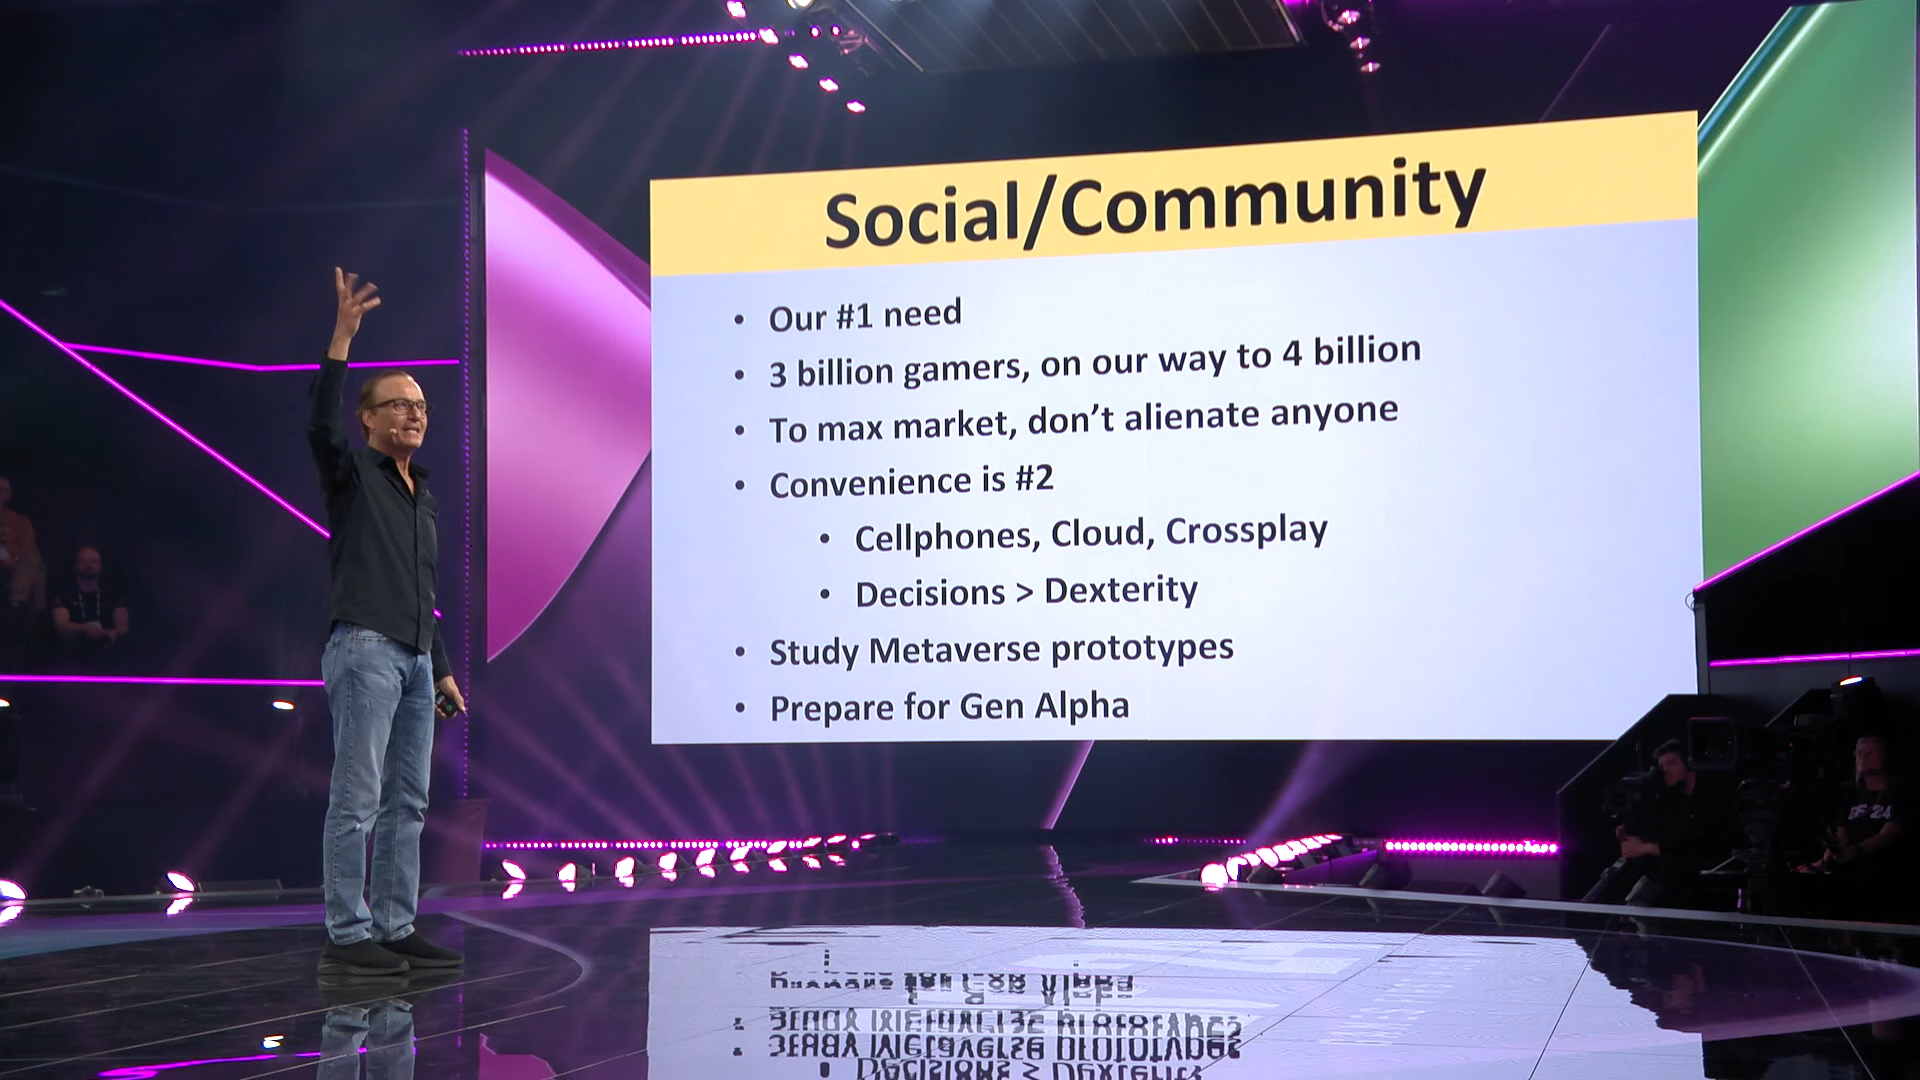 Social/Community
• Our #1 need
• 3 billion gamers, on our way to 4 billion
• To max market, don’t alienate anyone
• Convenience is #2
• Cellphones, Cloud, Crossplay
• Decisions > Dexterity
• Study Metaverse prototypes
• Prepare for Gen Alpha